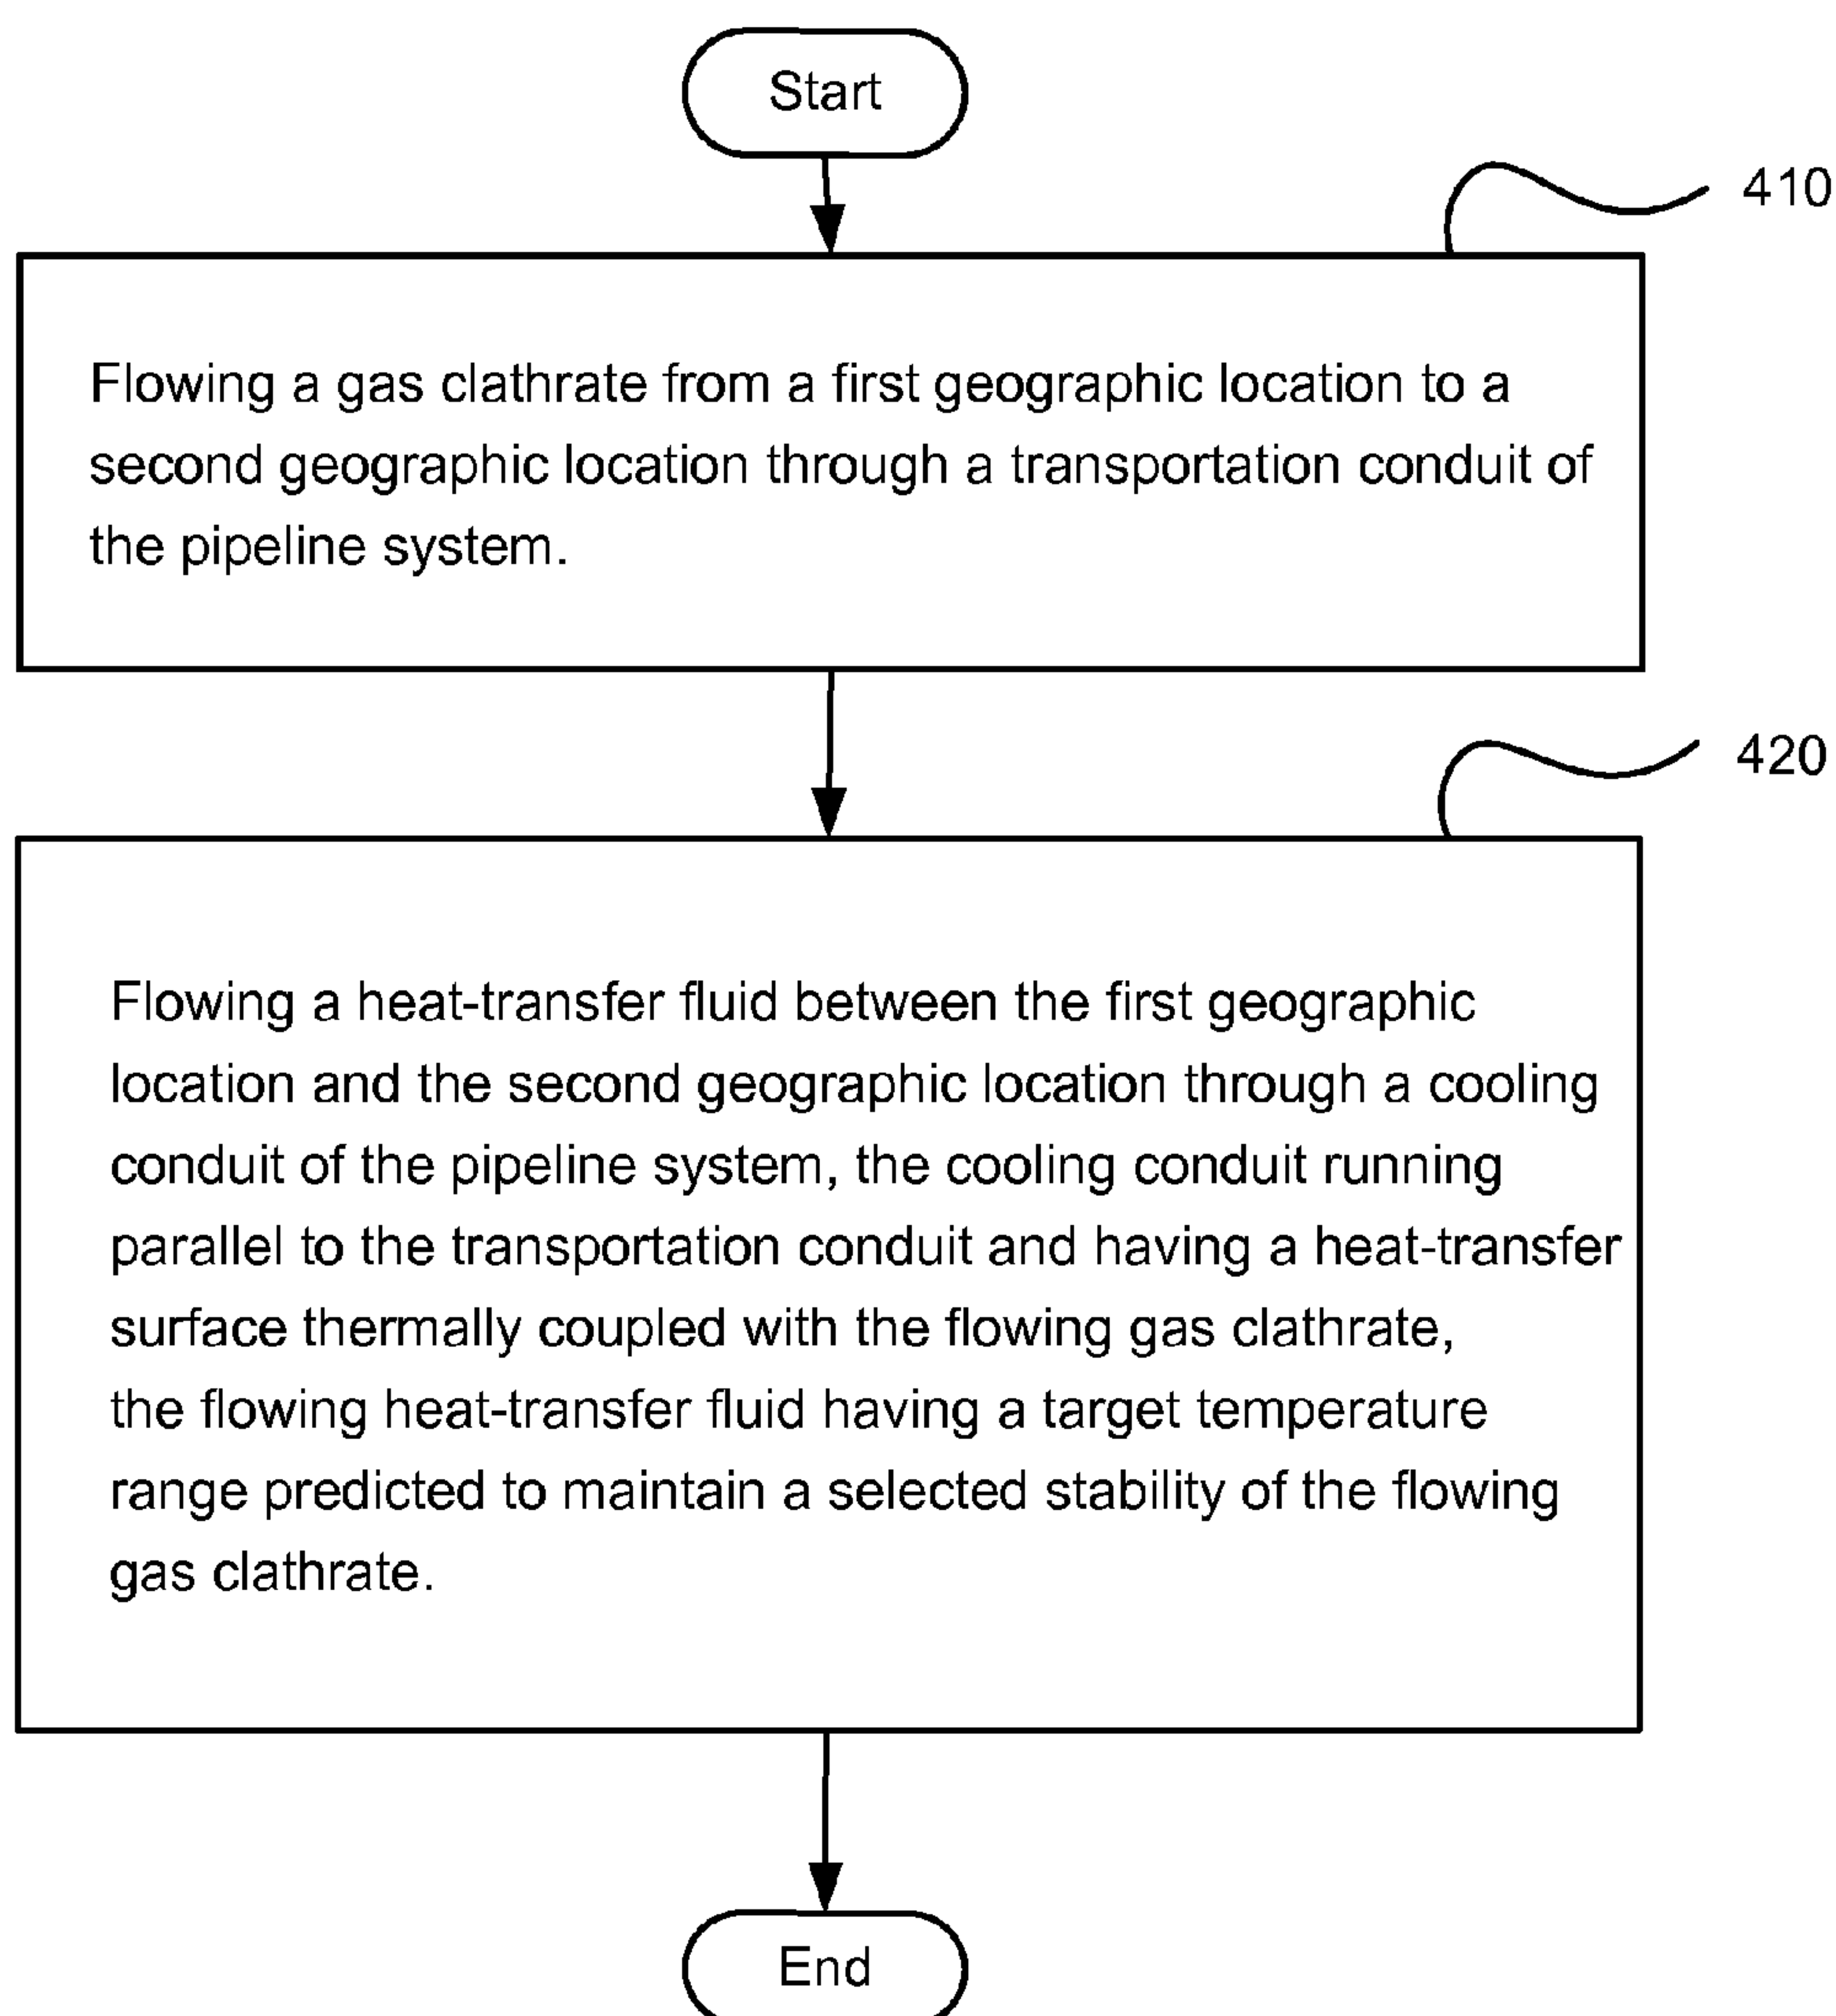 Start
410
Flowing a gas clathrate from a first geographic location to a
second geographic location through a transportation conduit of
the pipeline system.
420
Flowing a heat-transfer fluid between the first geographic
location and the second geographic location through a cooling
conduit of the pipeline system, the cooling conduit running
parallel to the transportation conduit and having a heat-transfer
surface thermally coupled with the flowing gas clathrate,
the flowing heat-transfer fluid having a target temperature
range predicted to maintain a selected stability of the flowing
gas clathrate.
End